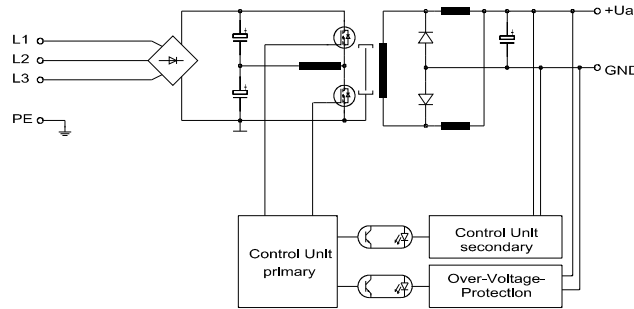 +Ua
L1
L2
L3
GND
PE
Control Unit
primary
Control Unit
secondary
Over-Voltage-
Protection